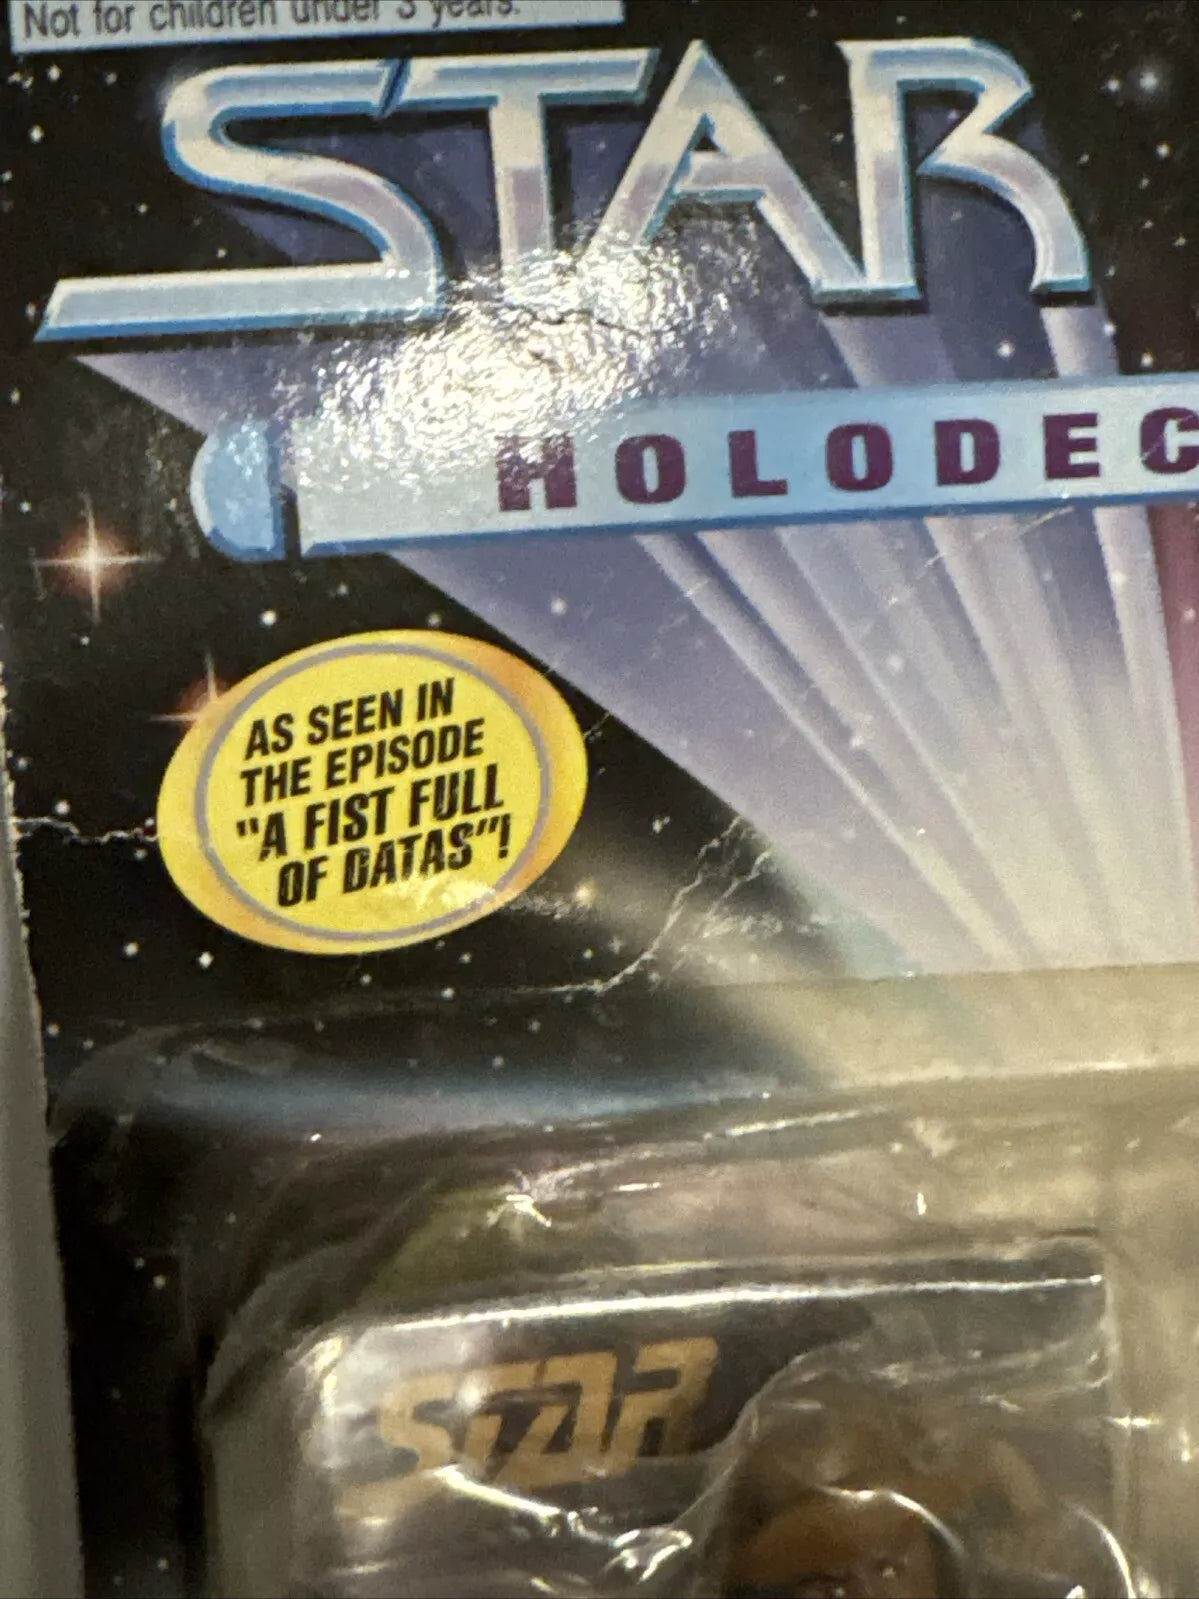 Not for children under 3 years.
STAR
HOLODEC
AS SEEN IN
THE EPISODE
"A FIST FULL
OF DATAS"!
STAR